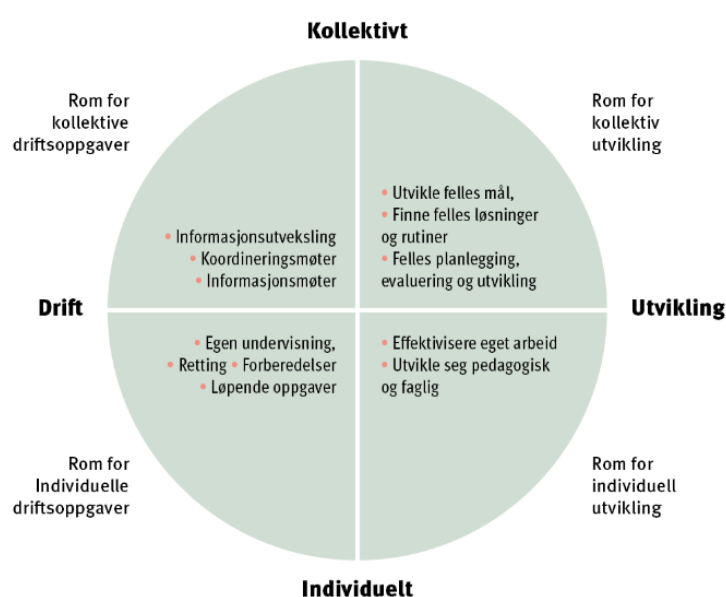 Kollektivt
Rom for
kollektive
driftsoppgaver
Rom for
kollektiv
utvikling
• Informasjonsutveksling
• Koordineringsmøter
• Informasjonsmøter
• Utvikle felles mål,
• Finne felles løsninger
og rutiner
• Felles planlegging,
evaluering og utvikling
Drift
Utvikling
• Egen undervisning,
• Retting • Forberedelser
• Løpende oppgaver
• Effektivisere eget arbeid
• Utvikle seg pedagogisk
og faglig
Rom for
Individuelle
driftsoppgaver
Rom for
individuell
utvikling
Individuelt